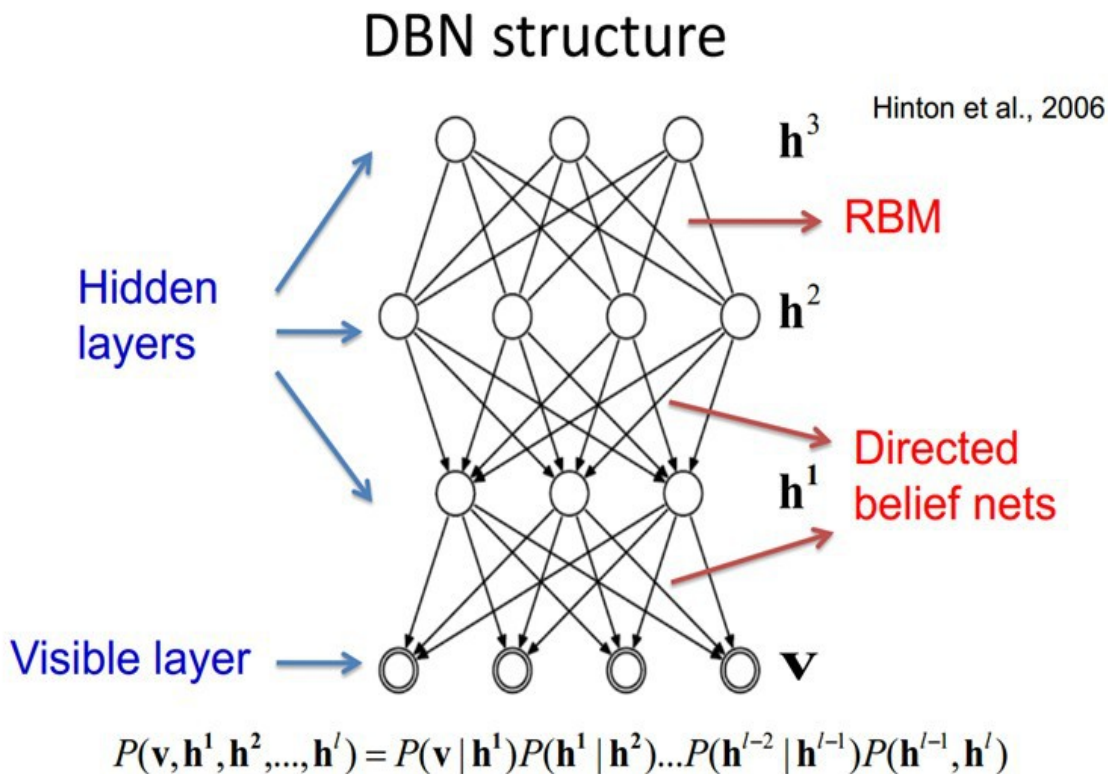 DBN structure
Hinton et al., 2006
h³
RBM
Hidden
layers
h²
Directed
belief nets
h¹
Visible layer
v
P(v, h¹, h², ..., hˡ) = P(v | h¹)P(h¹ | h²)...P(hˡ⁻² | hˡ⁻¹)P(hˡ⁻¹, hˡ)